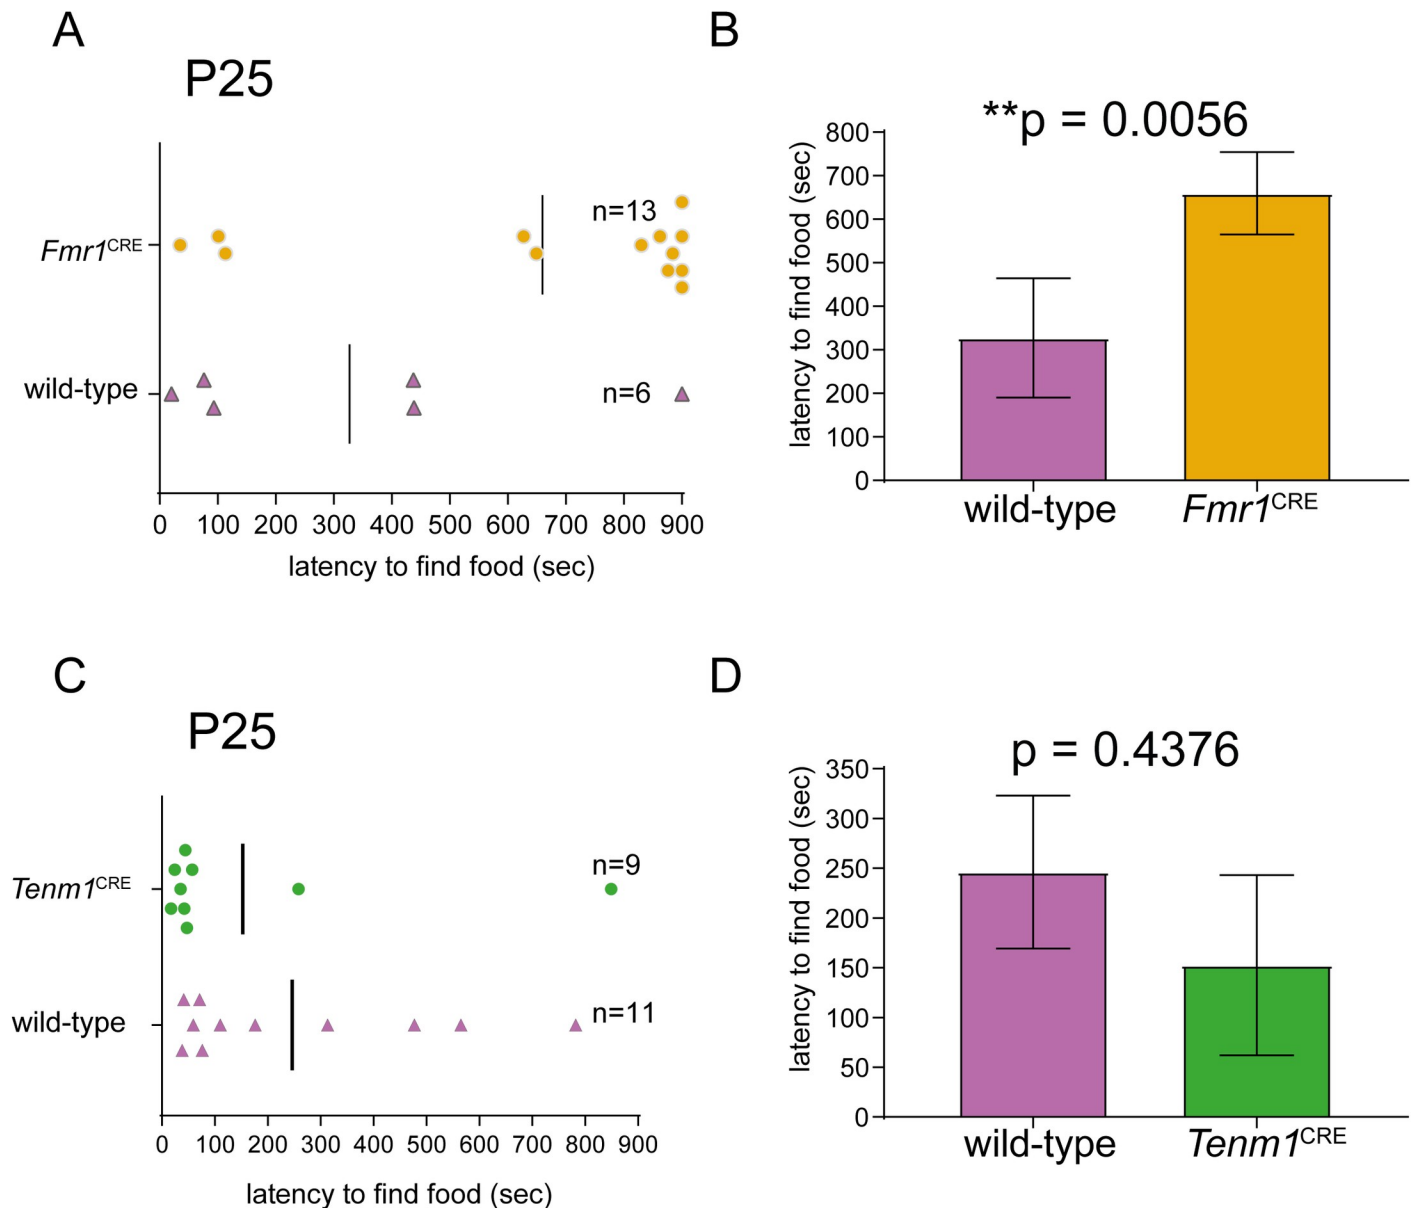 A
P25
Fmr1CRE
n=13
wild-type
n=6
0 100 200 300 400 500 600 700 800 900
latency to find food (sec)
B
**p = 0.0056
latency to find food (sec)
800
700
600
500
400
300
200
100
0
wild-type Fmr1CRE
C
P25
Tenm1CRE
n=9
wild-type
n=11
0 100 200 300 400 500 600 700 800 900
latency to find food (sec)
D
p = 0.4376
latency to find food (sec)
350
300
250
200
150
100
50
0
wild-type Tenm1CRE